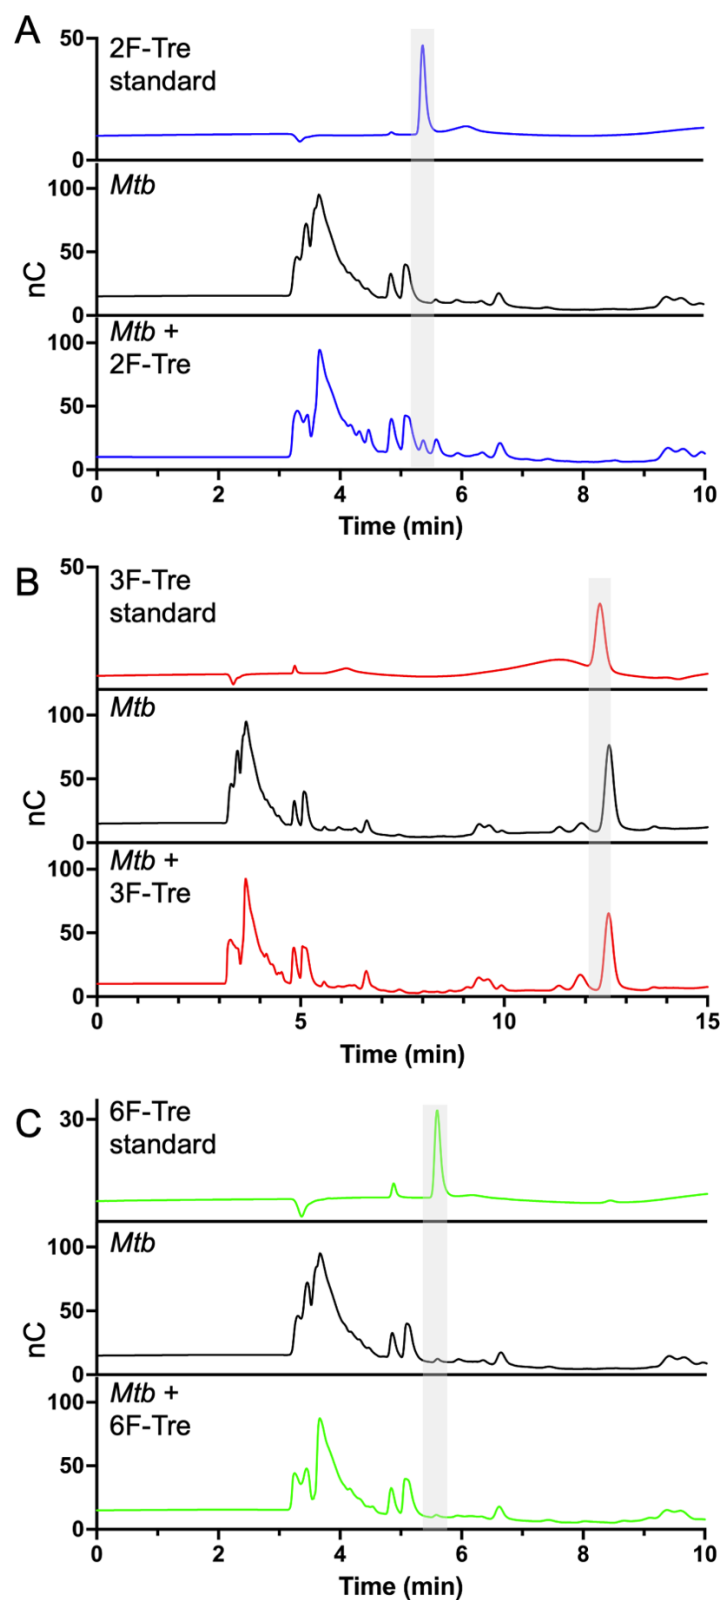 A
2F-Tre
standard
50
0
Mtb
100
50
0
nC
Mtb +
2F-Tre
100
50
0
0 2 4 6 8 10
Time (min)
B
3F-Tre
standard
50
Mtb
100
50
0
nC
Mtb +
3F-Tre
100
50
0
0 5 10 15
Time (min)
C
6F-Tre
standard
30
Mtb
100
50
0
nC
Mtb +
6F-Tre
100
50
0
0 2 4 6 8 10
Time (min)